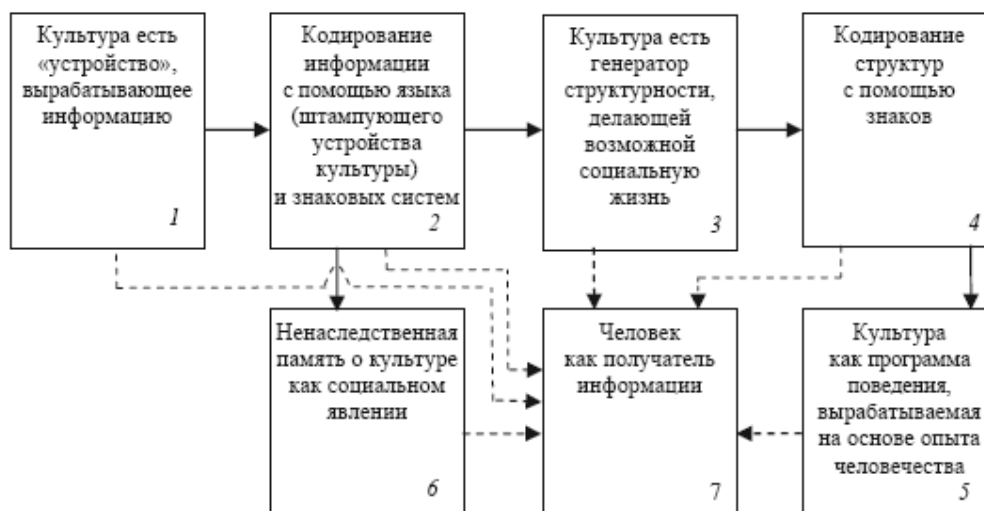 Культура есть
«устройство»,
вырабатывающее
информацию
1
Кодирование
информации
с помощью языка
(штампующего
устройства
культуры)
и знаковых систем
2
Культура есть
генератор
структурности,
делающей
возможной
социальную
жизнь
3
Кодирование
структур
с помощью
знаков
4
Ненаследственная
память о культуре
как социальном
явлении
6
Человек
как получатель
информации
7
Культура
как программа
поведения,
вырабатываемая
на основе опыта
человечества
5